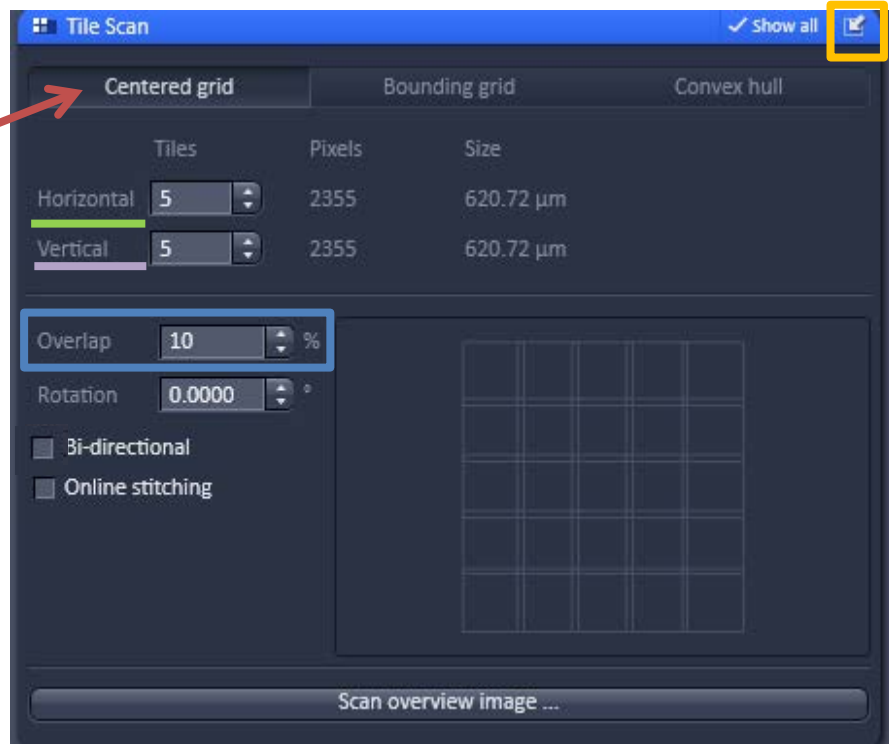 Tile Scan ✓ Show all
Centered grid Bounding grid Convex hull
Tiles Pixels Size
Horizontal 5 2355 620.72 µm
Vertical 5 2355 620.72 µm
Overlap 10 %
Rotation 0.0000 °
Bi-directional
Online stitching
Scan overview image ...